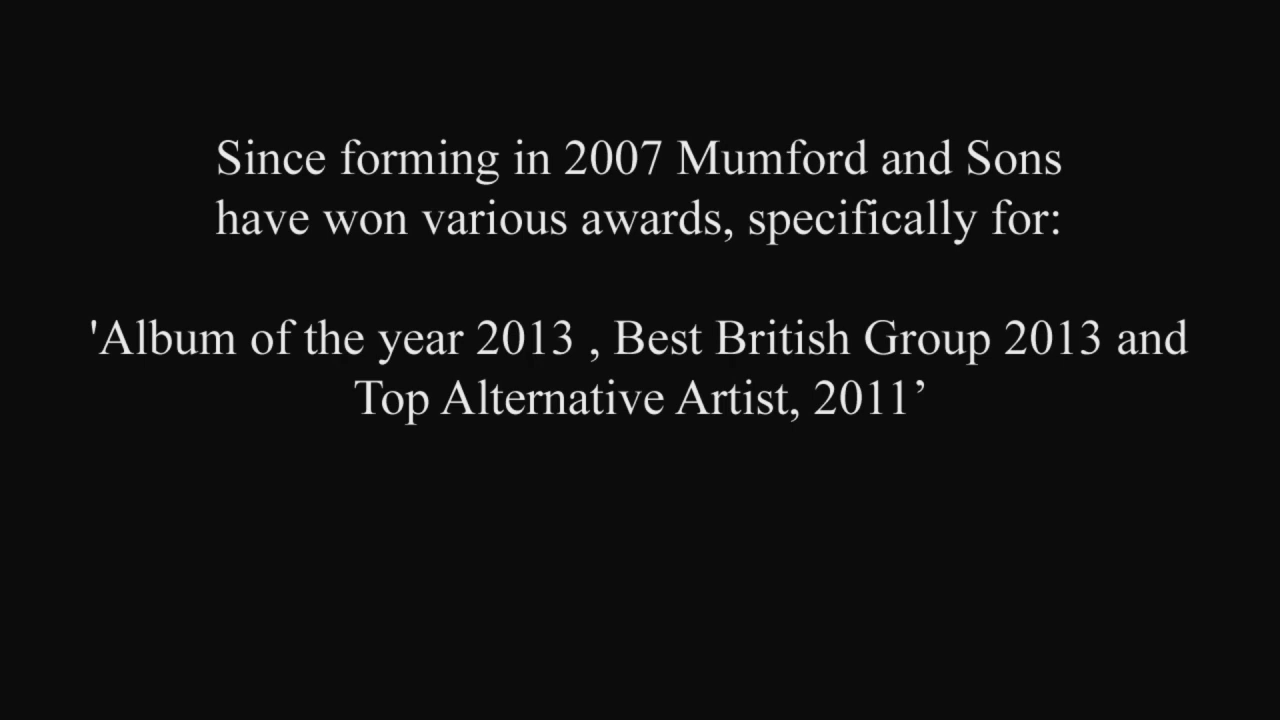 Since forming in 2007 Mumford and Sons
have won various awards, specifically for:
'Album of the year 2013 , Best British Group 2013 and
Top Alternative Artist, 2011’